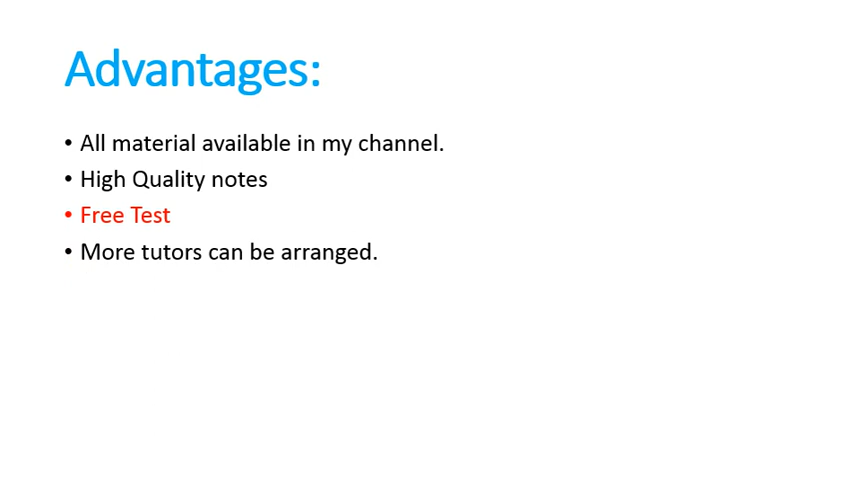 Advantages:
• All material available in my channel.
• High Quality notes
• Free Test
• More tutors can be arranged.